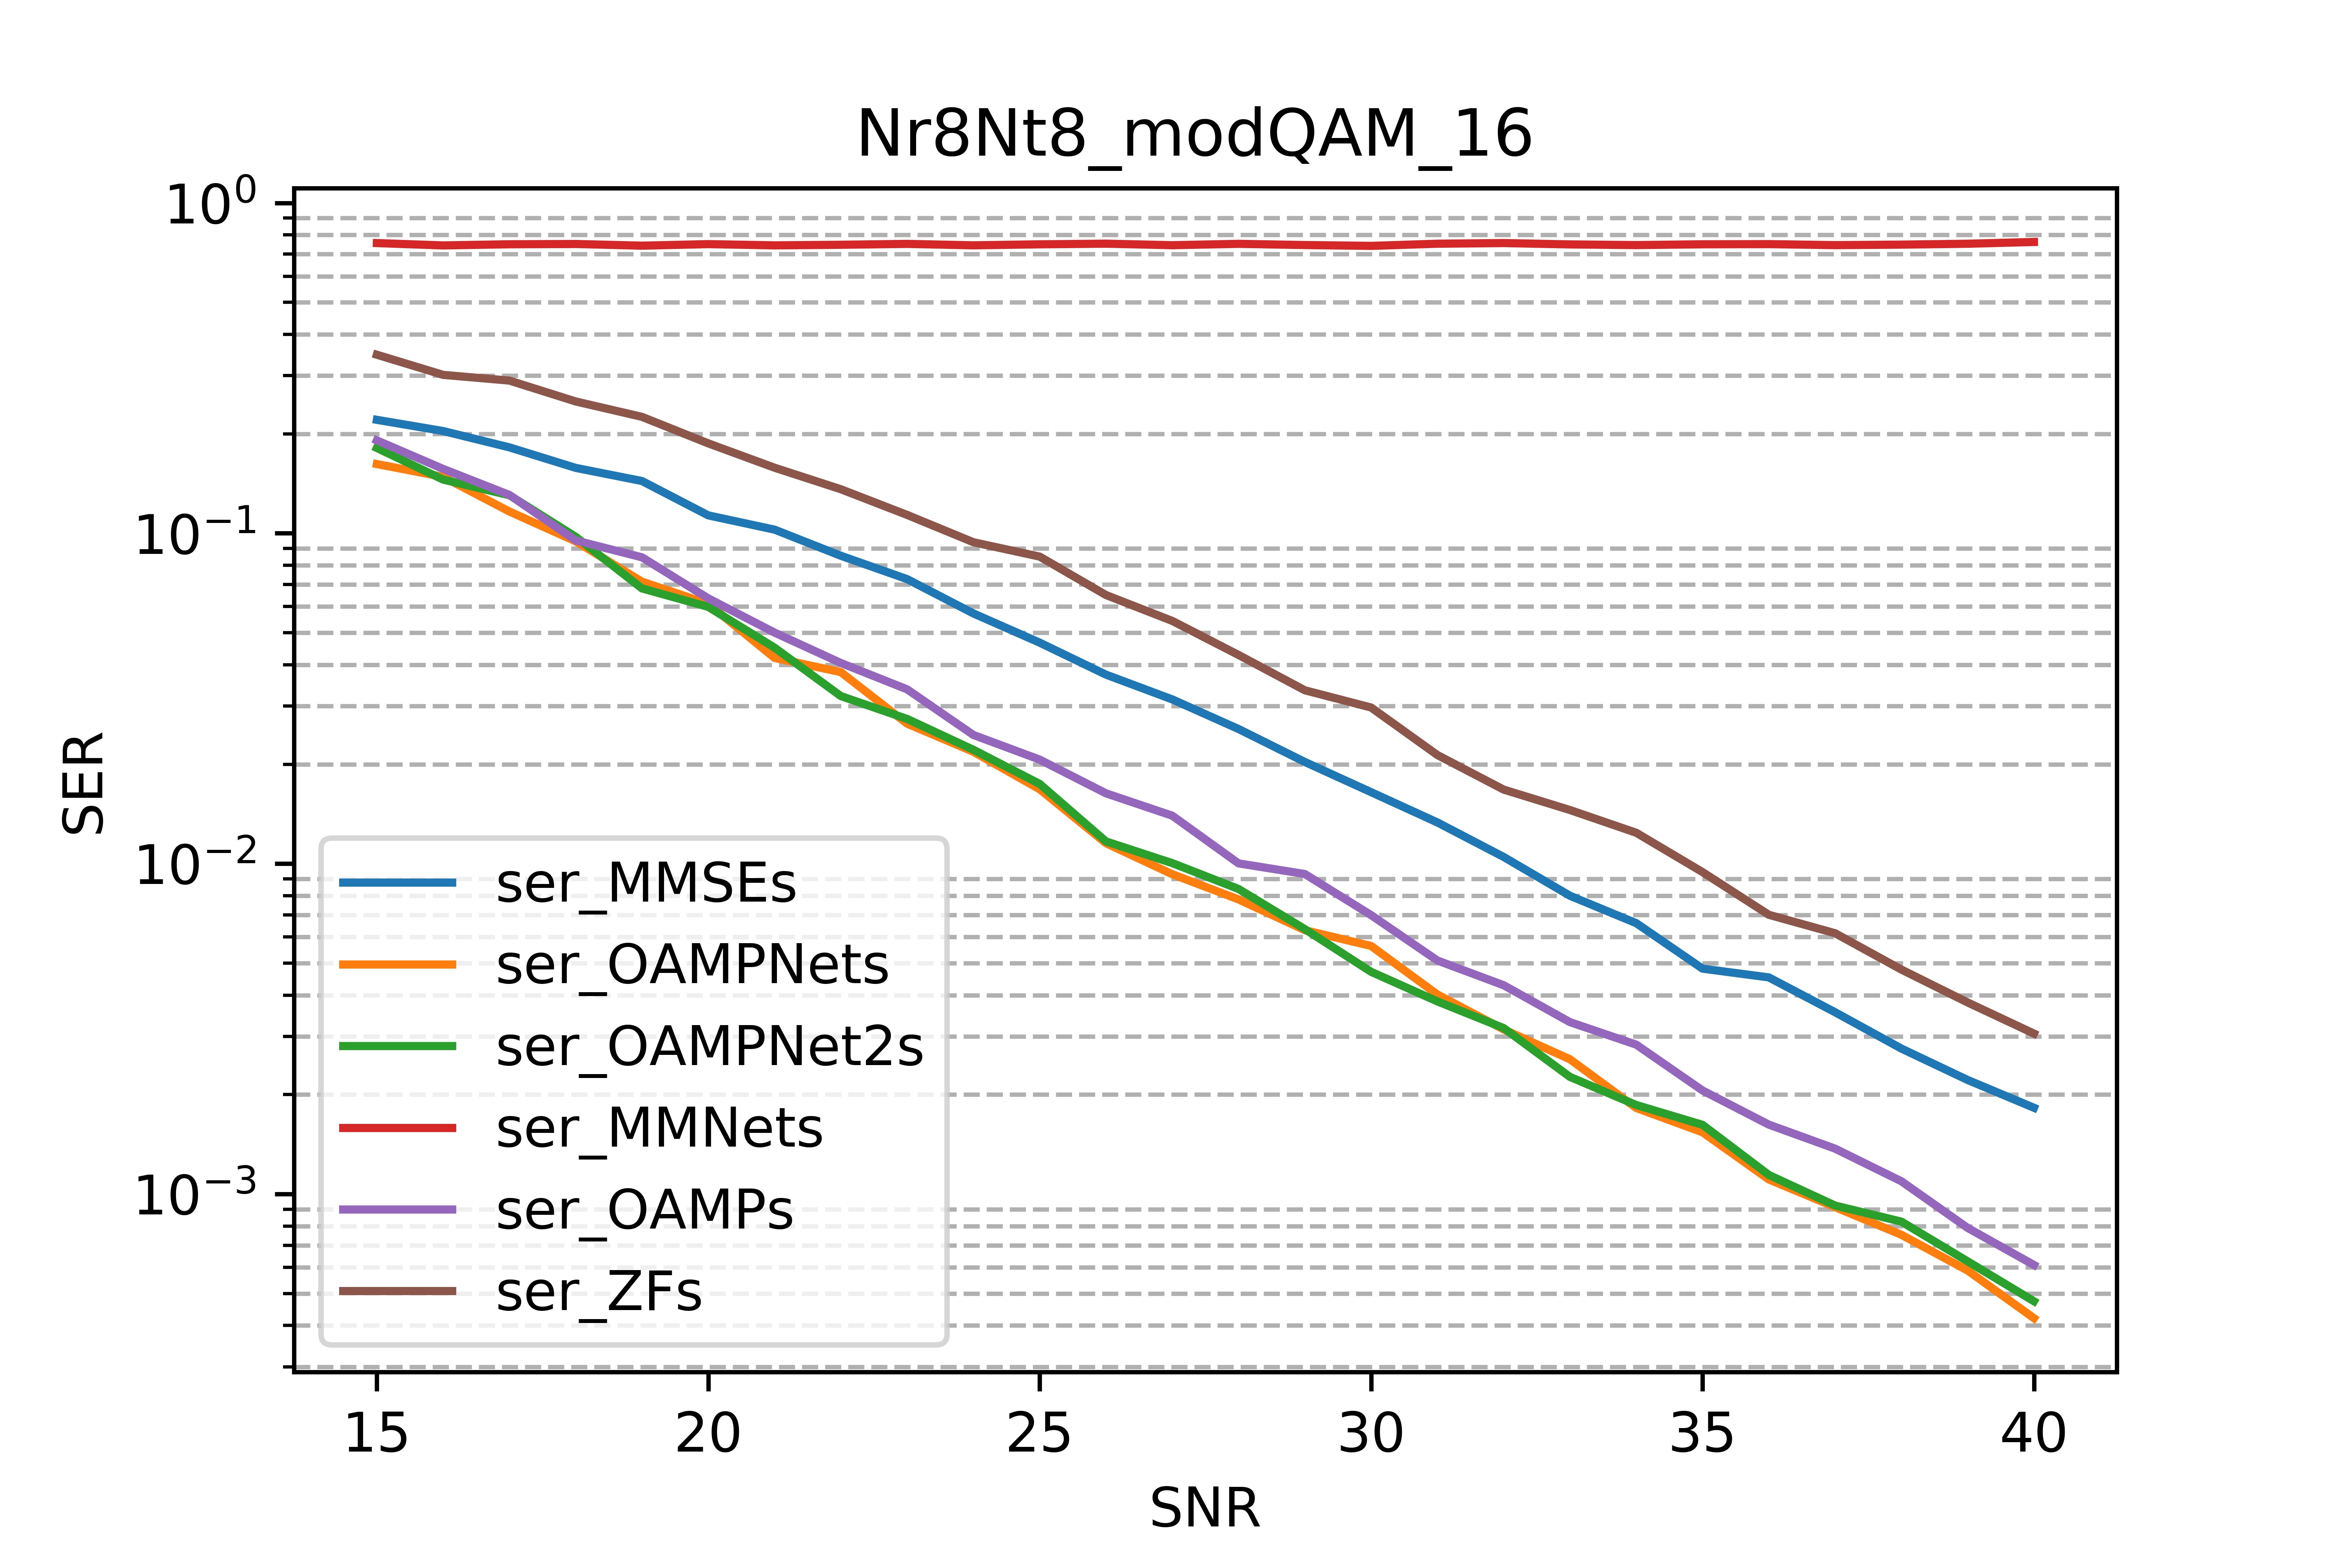 Nr8Nt8_modQAM_16
10^0
10^-1
10^-2
10^-3
SER
ser_MMSEs
ser_OAMPNets
ser_OAMPNet2s
ser_MMNets
ser_OAMPs
ser_ZFs
15 20 25 30 35 40
SNR